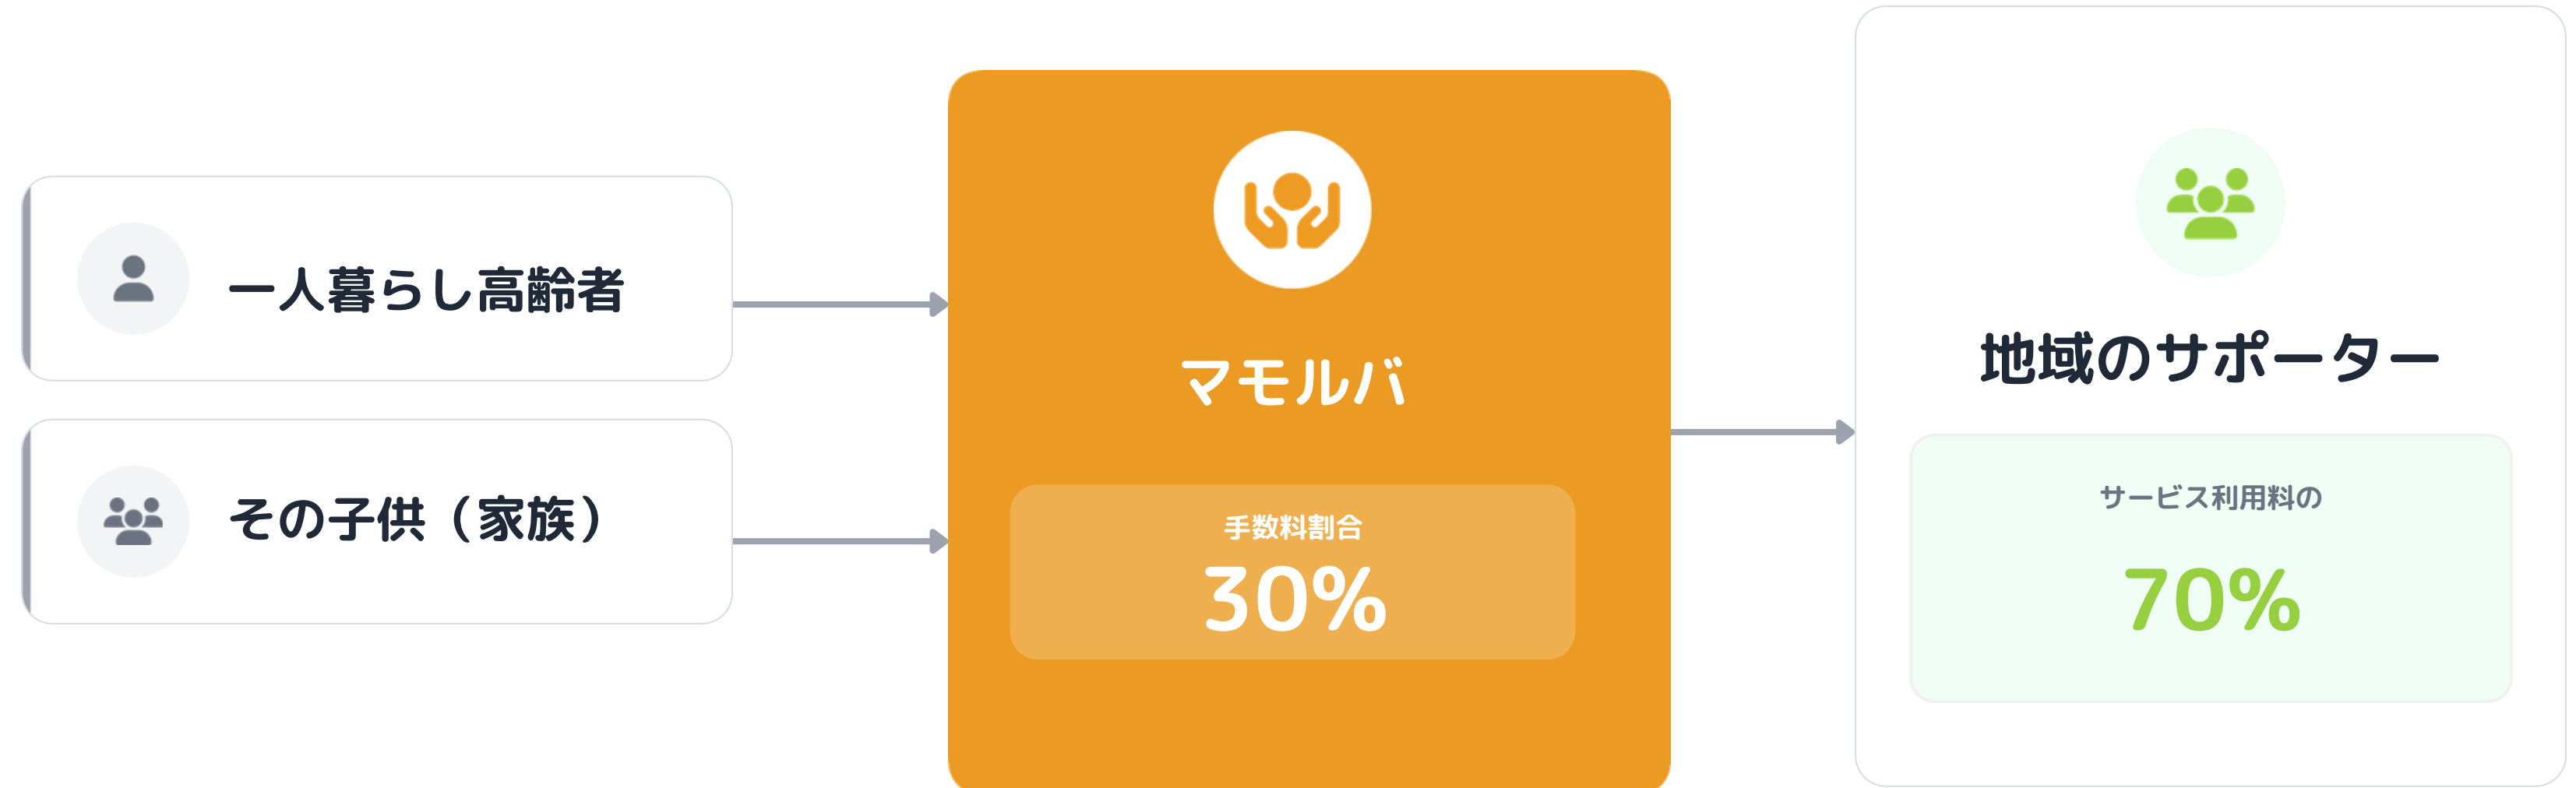 一人暮らし高齢者
その子供（家族）
マモルバ
手数料割合
30%
地域のサポーター
サービス利用料の
70%